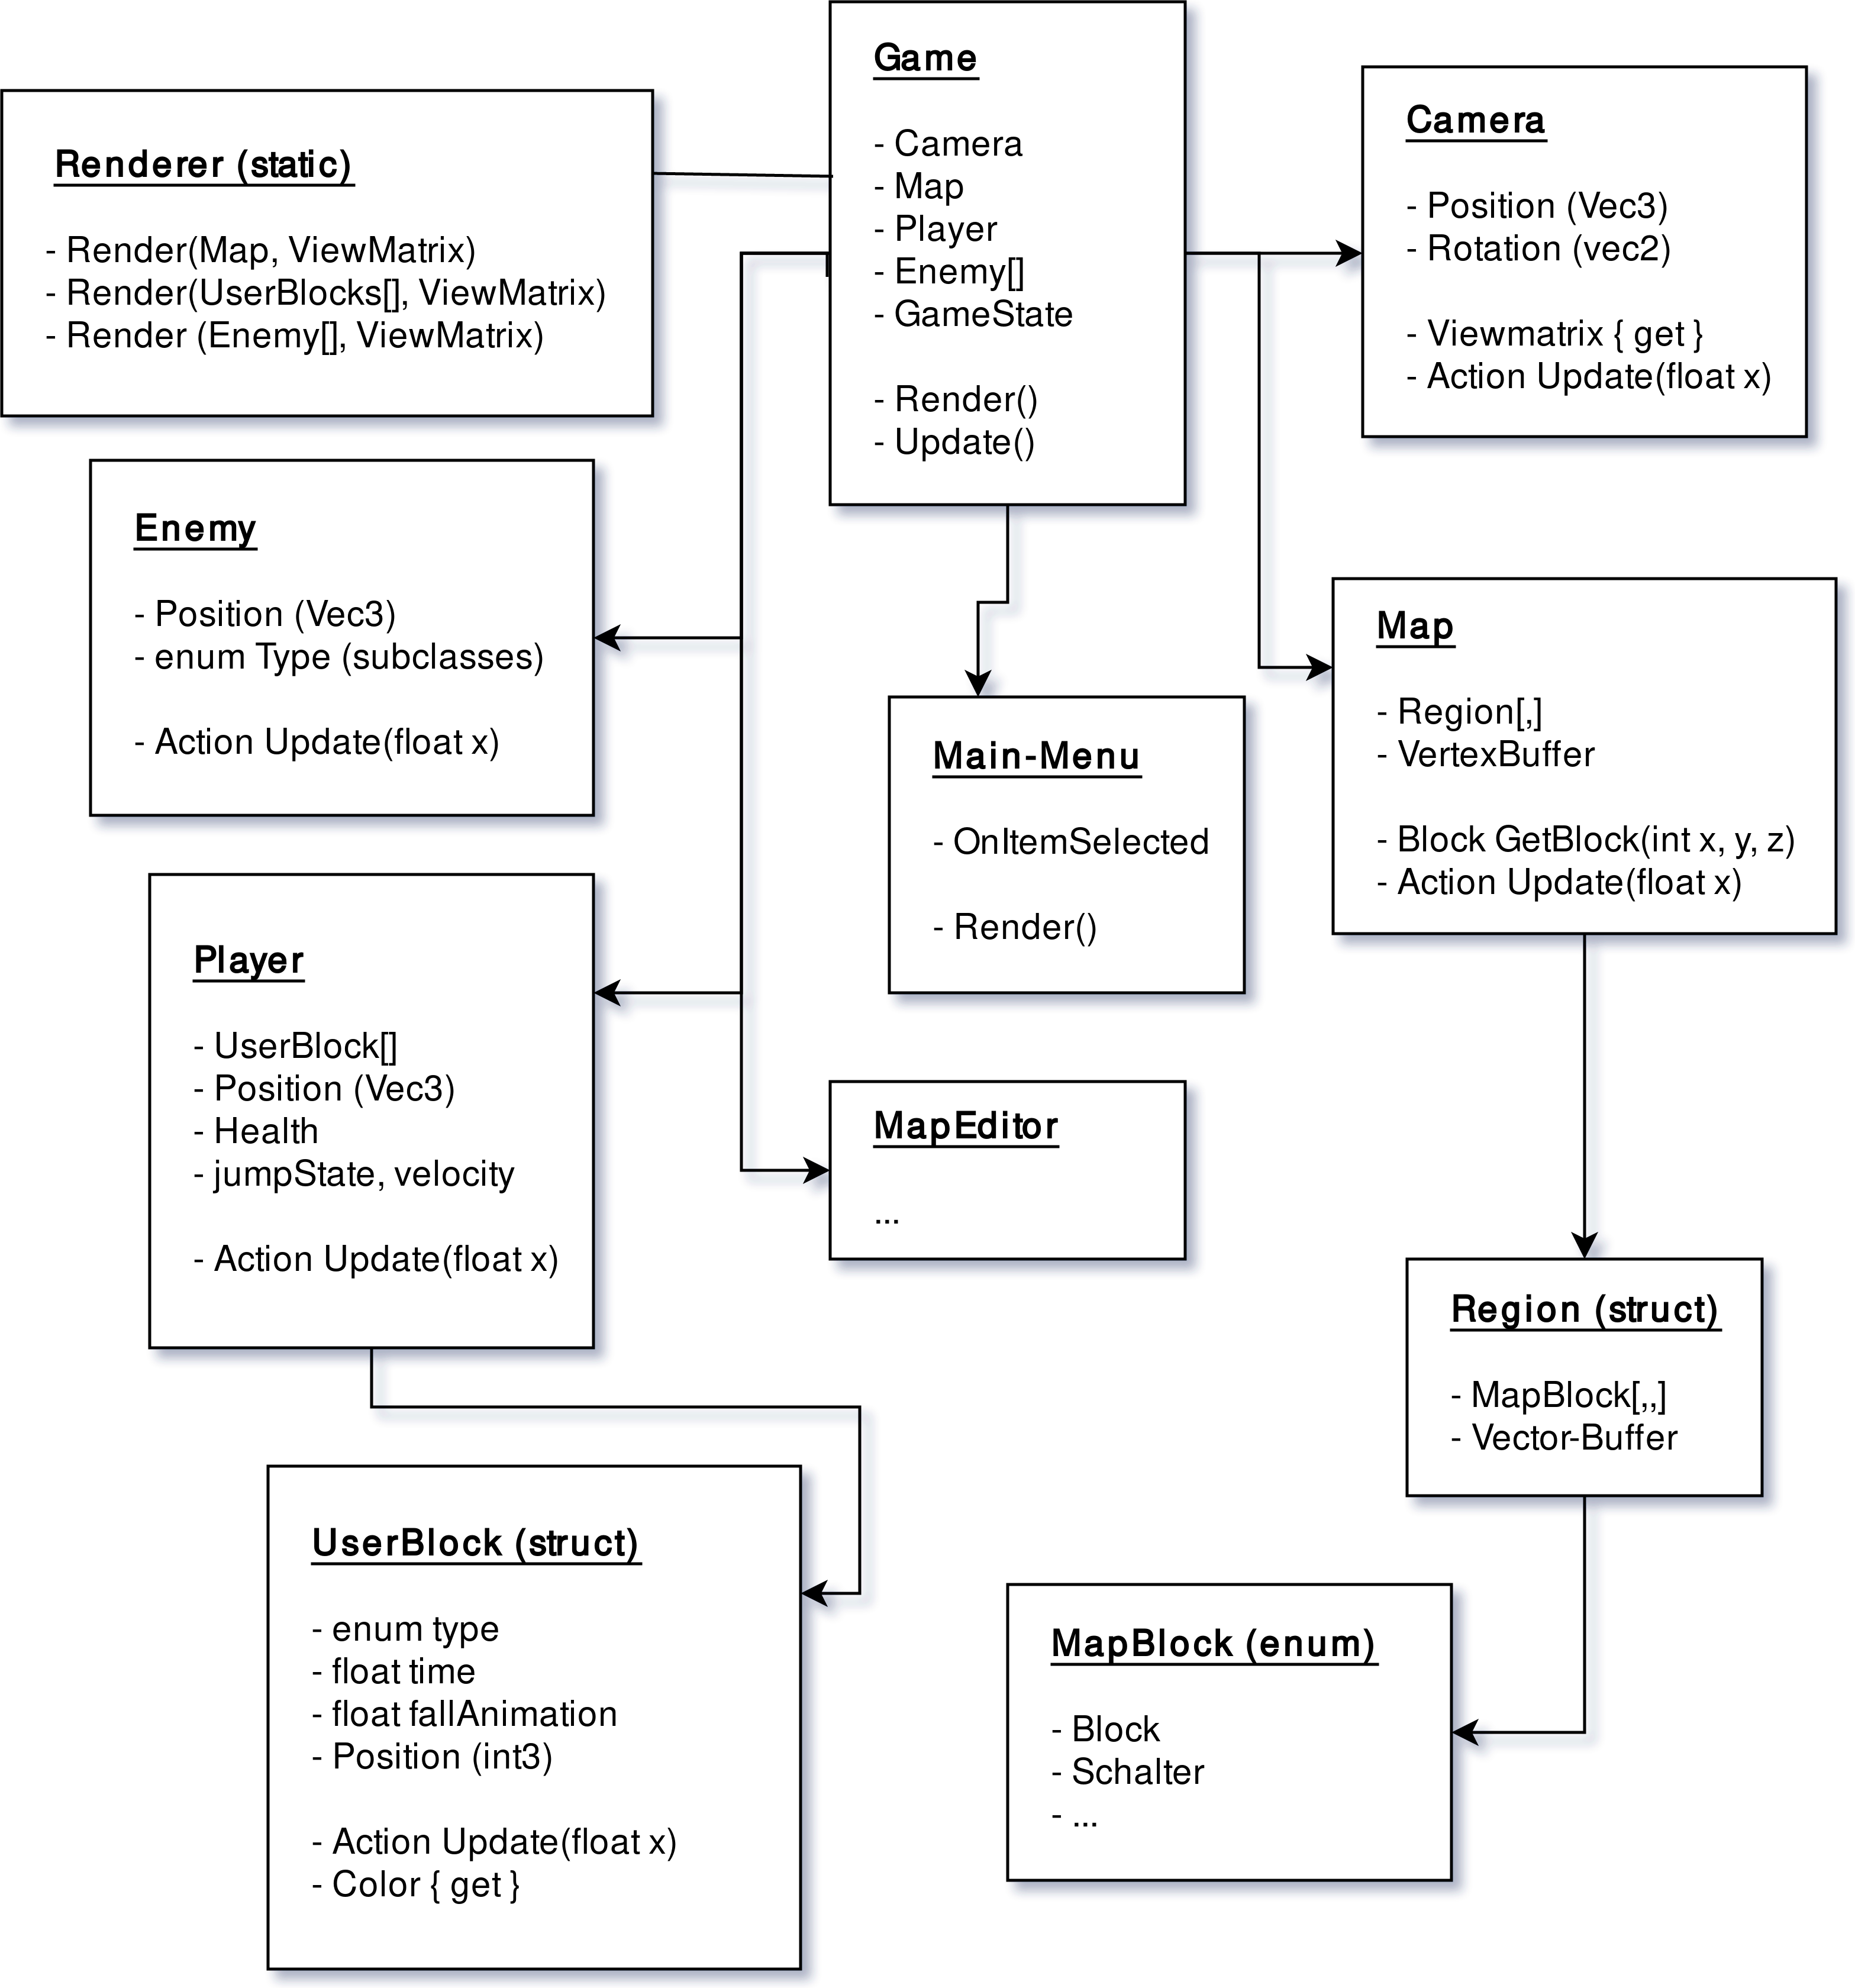 Game
- Camera
- Map
- Player
- Enemy[]
- GameState
- Render()
- Update()
Renderer (static)
- Render(Map, ViewMatrix)
- Render(UserBlocks[], ViewMatrix)
- Render (Enemy[], ViewMatrix)
Camera
- Position (Vec3)
- Rotation (vec2)
- Viewmatrix { get }
- Action Update(float x)
Enemy
- Position (Vec3)
- enum Type (subclasses)
- Action Update(float x)
Map
- Region[,]
- VertexBuffer
- Block GetBlock(int x, y, z)
- Action Update(float x)
Main-Menu
- OnItemSelected
- Render()
Player
- UserBlock[]
- Position (Vec3)
- Health
- jumpState, velocity
- Action Update(float x)
MapEditor
...
Region (struct)
- MapBlock[,,]
- Vector-Buffer
UserBlock (struct)
- enum type
- float time
- float fallAnimation
- Position (int3)
- Action Update(float x)
- Color { get }
MapBlock (enum)
- Block
- Schalter
- ...